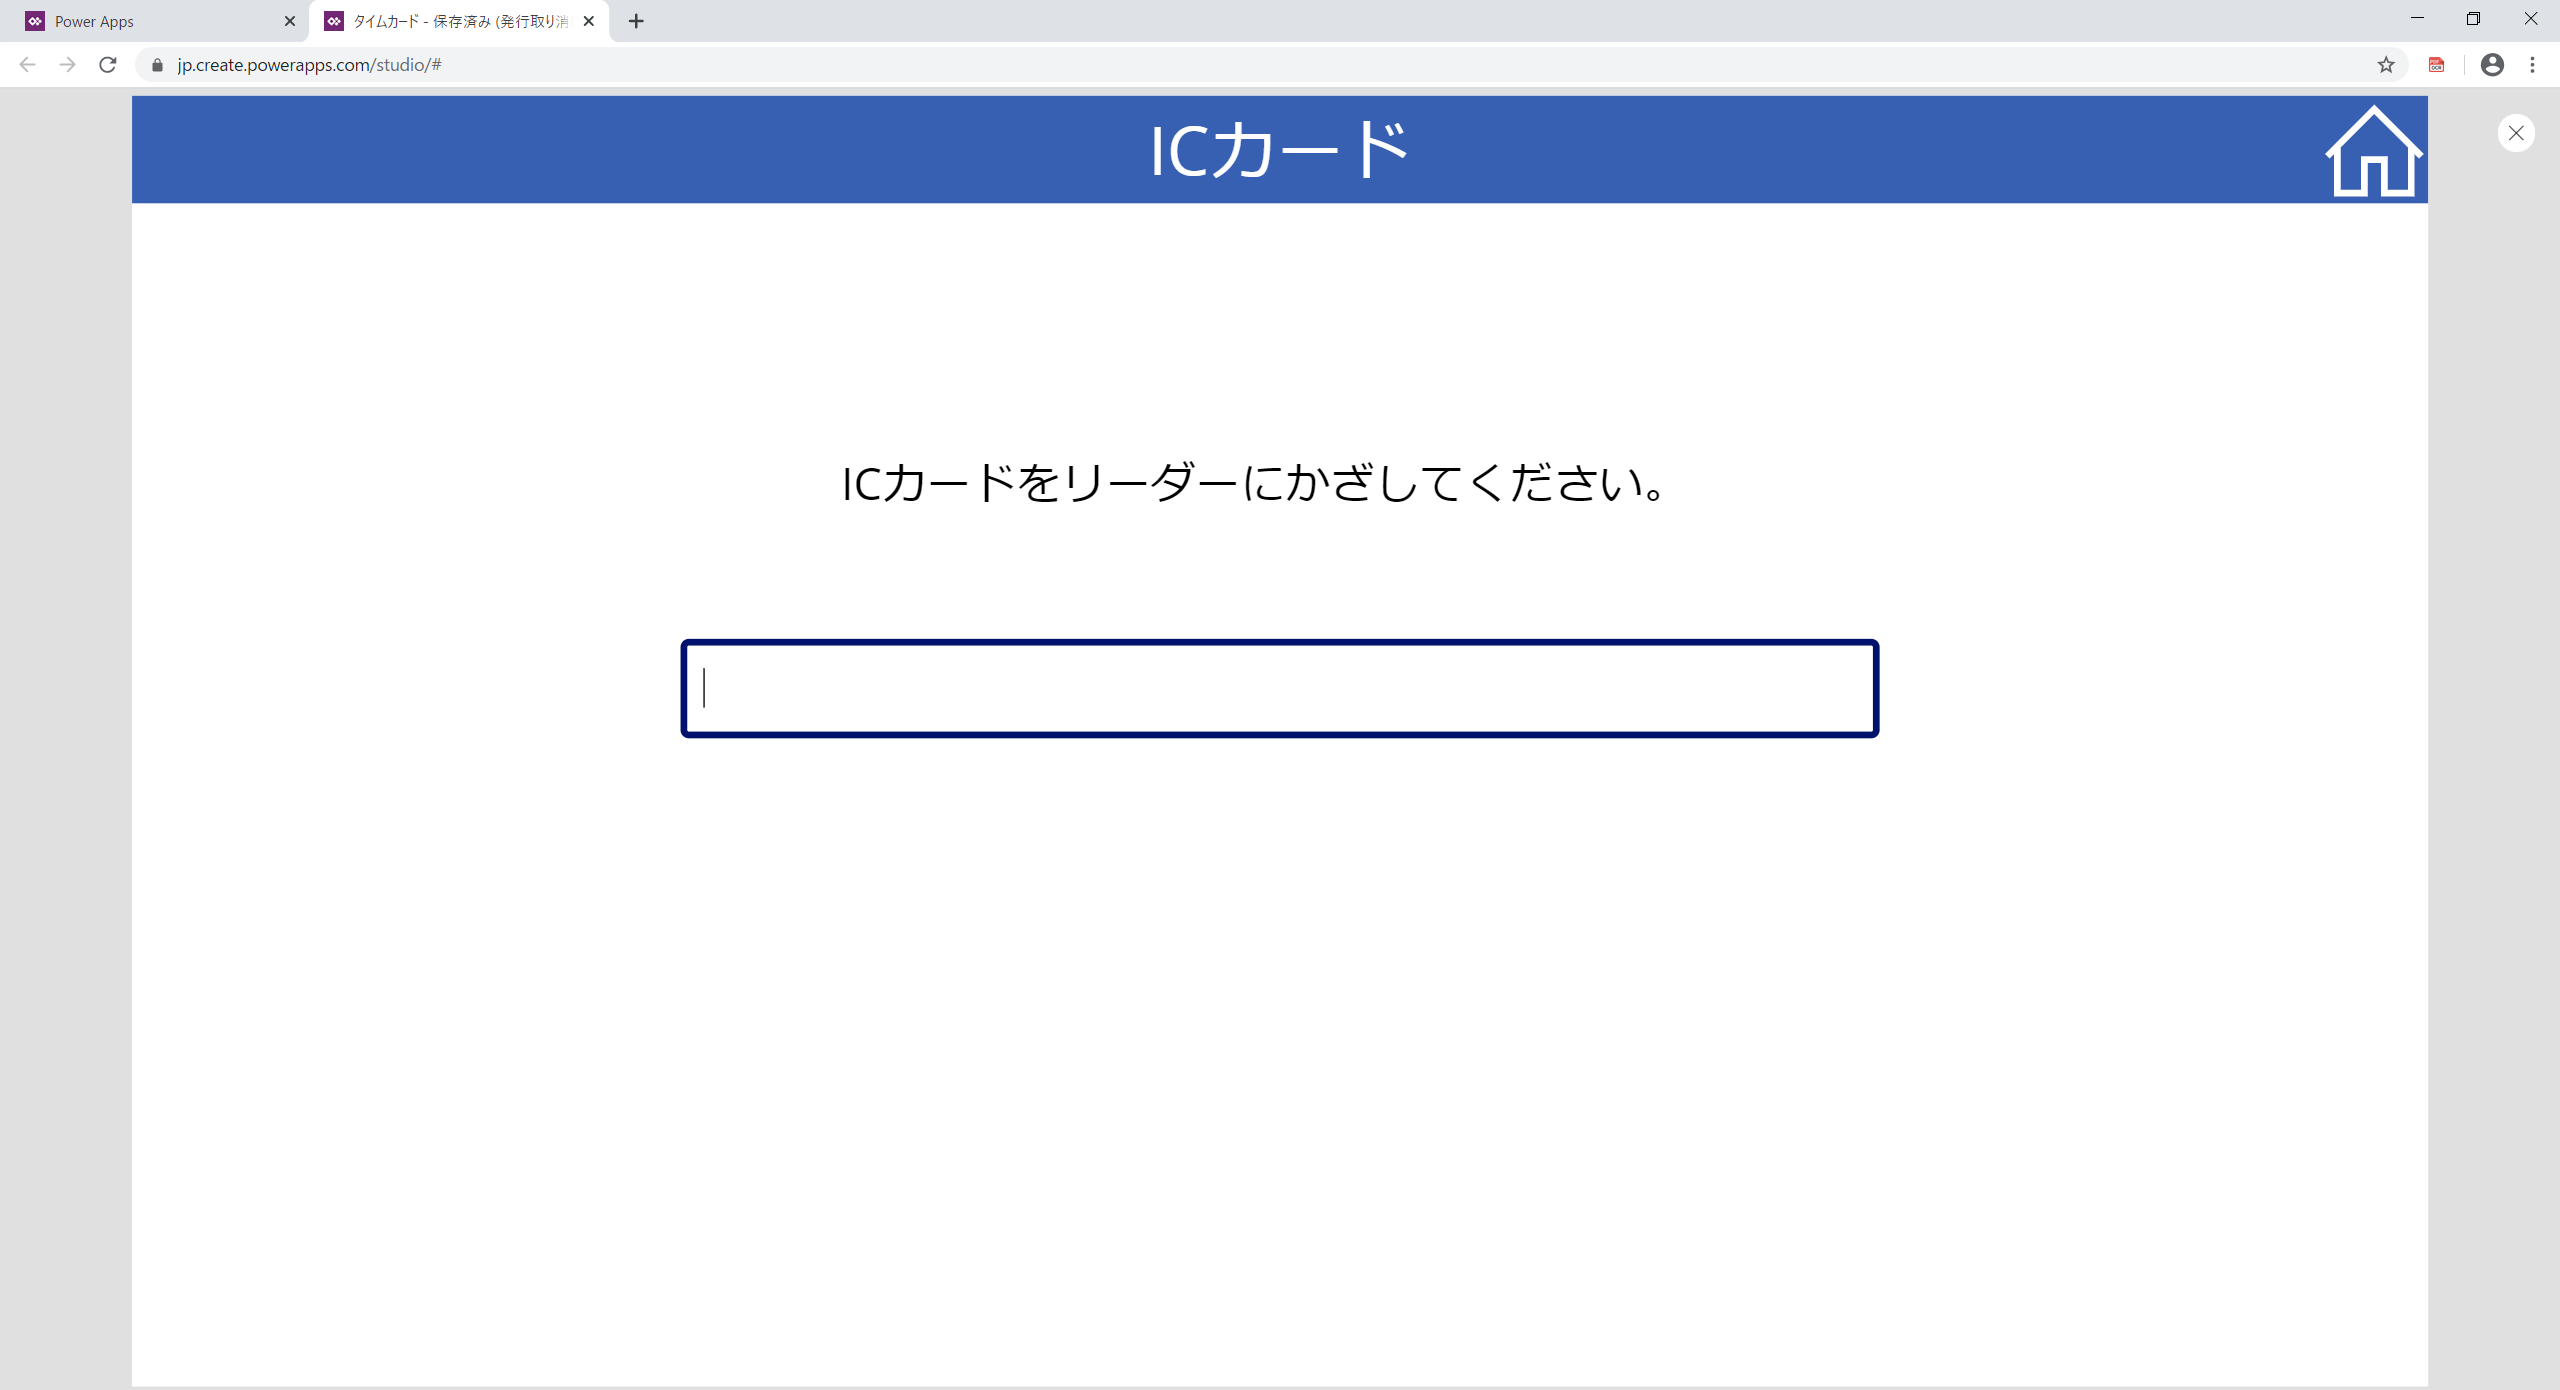 Power Apps
タイムカード - 保存済み (発行取り消
jp.create.powerapps.com/studio/#
ICカード
ICカードをリーダーにかざしてください。